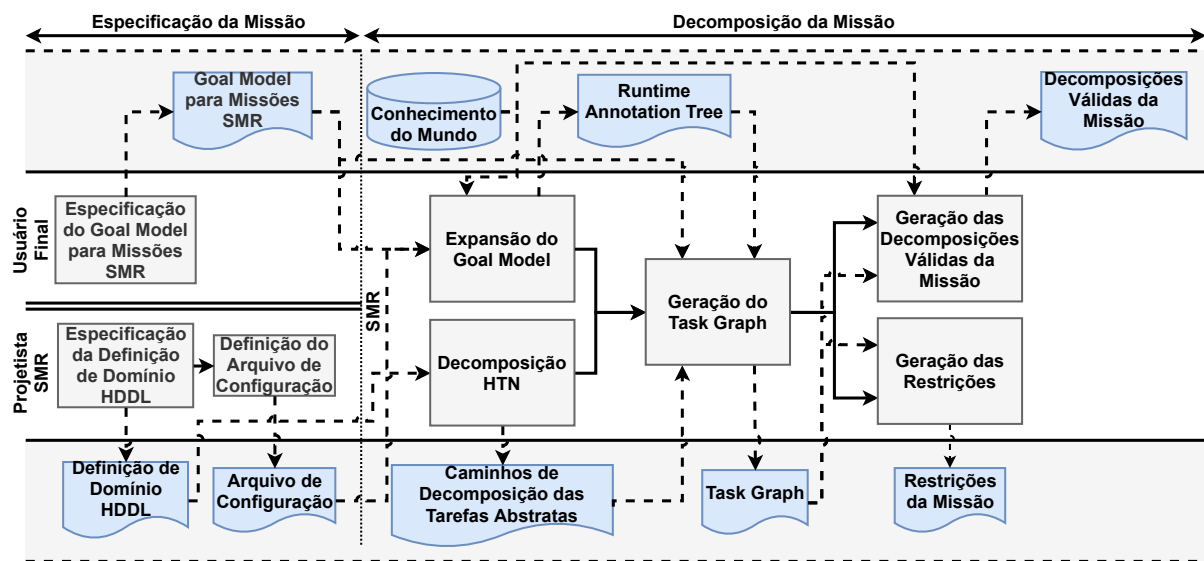 Especificação da Missão
Decomposição da Missão
Goal Model
para Missões
SMR
Conhecimento
do Mundo
Runtime
Annotation Tree
Decomposições
Válidas da
Missão
Usuário
Final
Especificação
do Goal Model
para Missões
SMR
SMR
Expansão do
Goal Model
Geração do
Task Graph
Geração das
Decomposições
Válidas da
Missão
Projetista
SMR
Especificação
da Definição
de Domínio
HDDL
Definição do
Arquivo de
Configuração
Decomposição
HTN
Geração das
Restrições
Definição de
Domínio
HDDL
Arquivo de
Configuração
Caminhos de
Decomposição das
Tarefas Abstratas
Task Graph
Restrições
da Missão